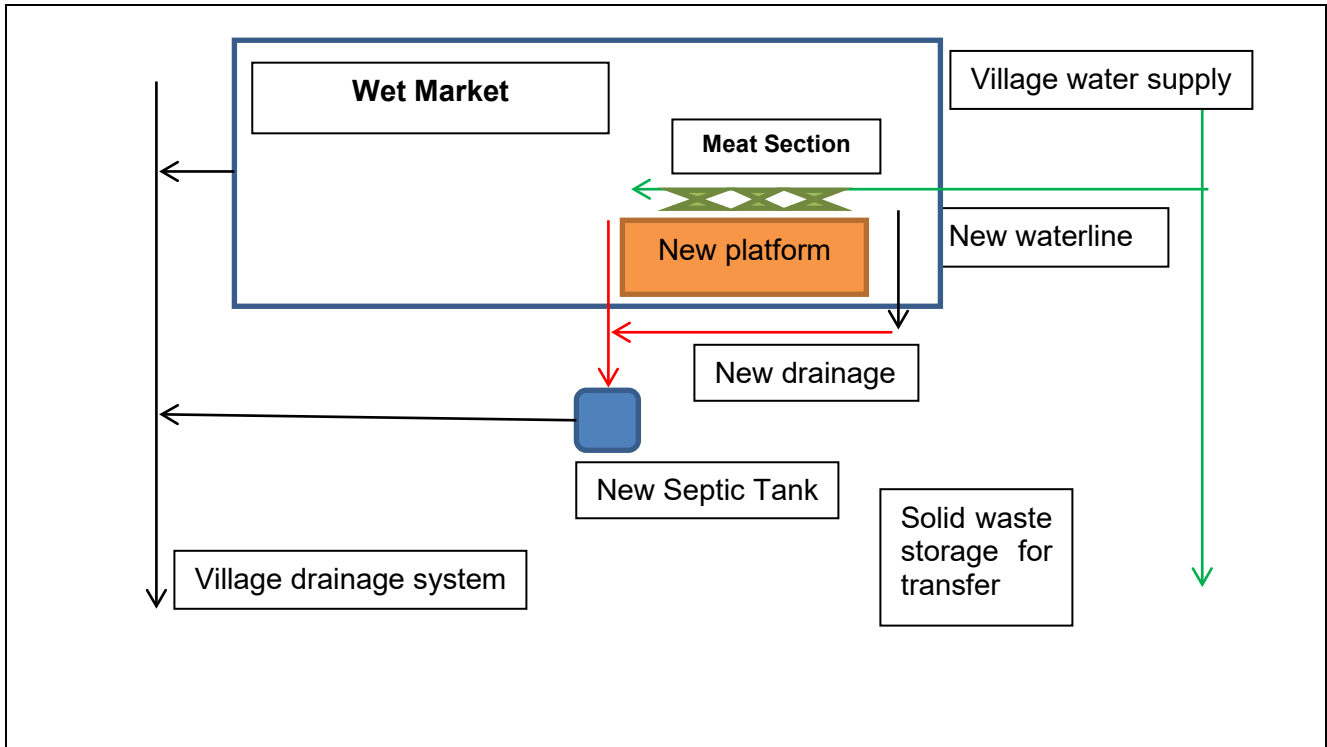 Wet Market
Village water supply
Meat Section
New waterline
New platform
New drainage
New Septic Tank
Solid waste
storage for
transfer
Village drainage system